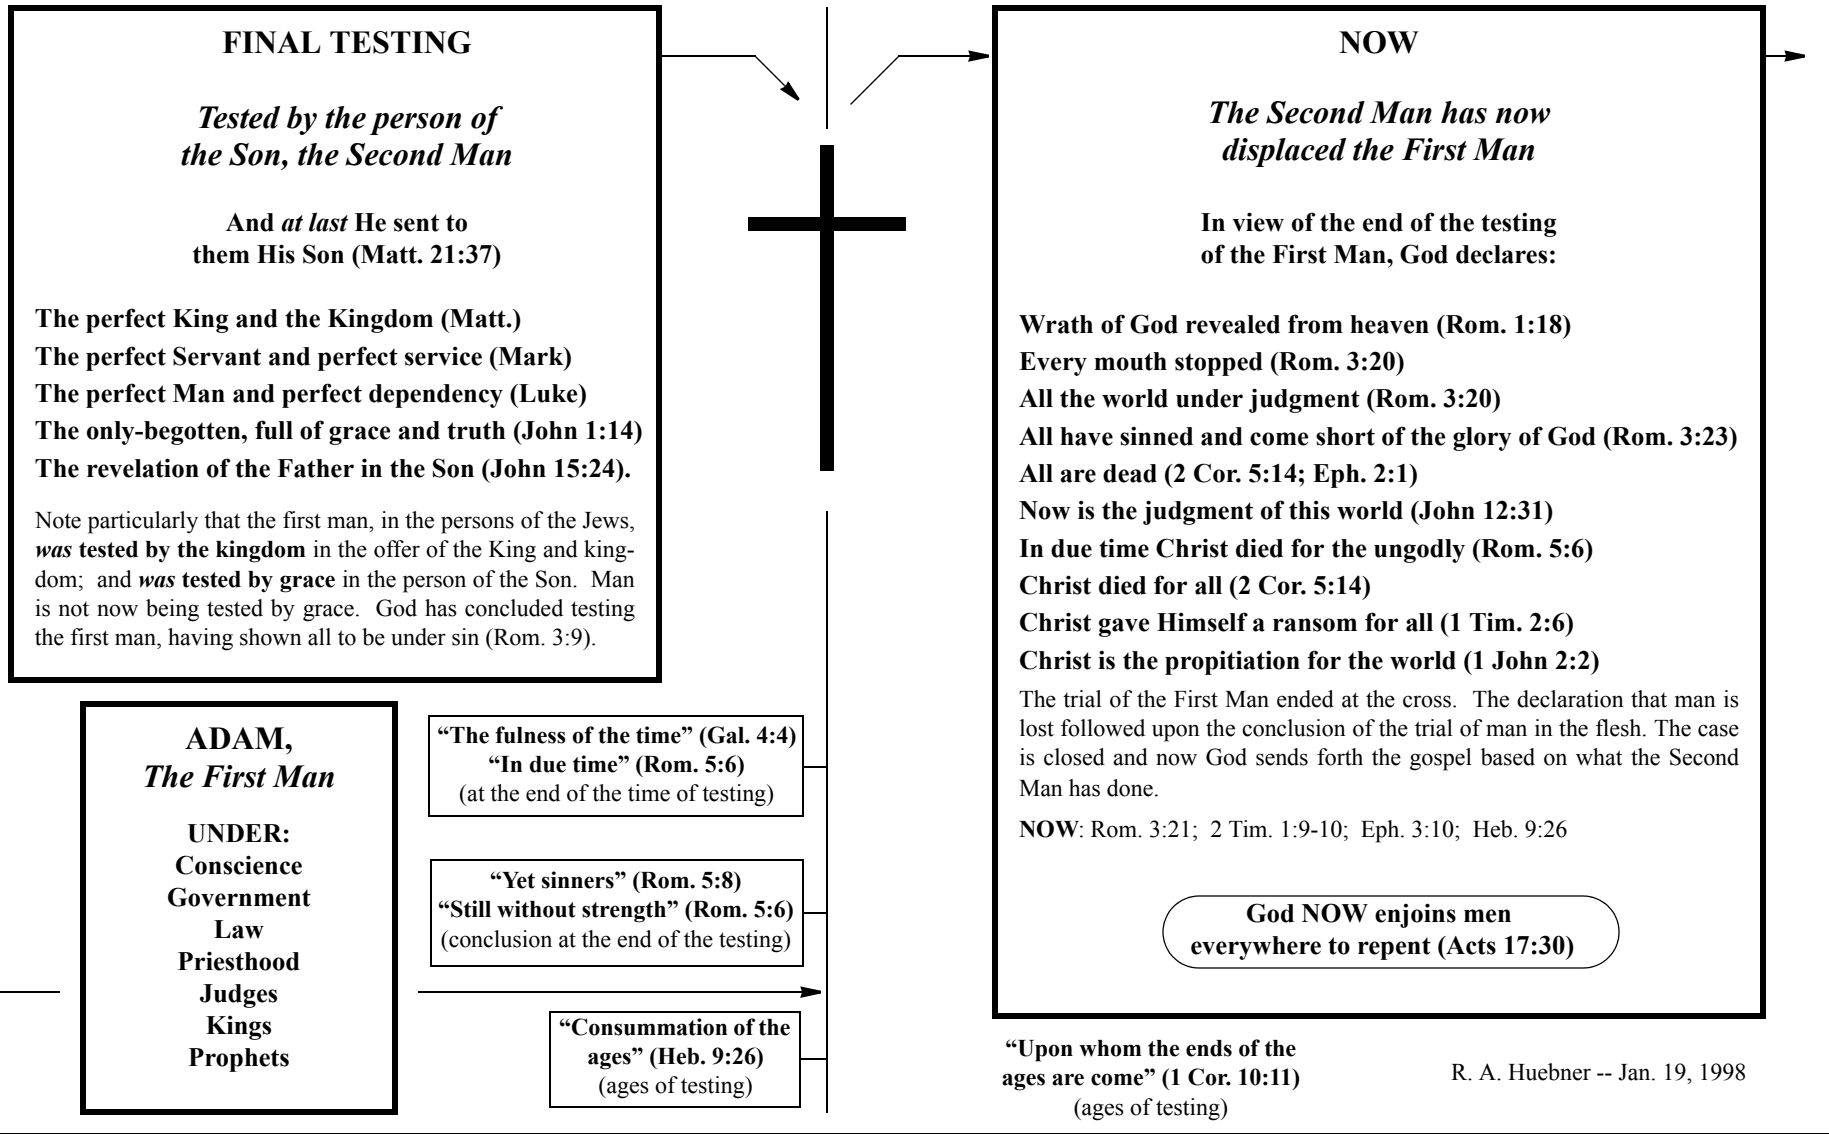 FINAL TESTING
Tested by the person of
the Son, the Second Man
And at last He sent to
them His Son (Matt. 21:37)
The perfect King and the Kingdom (Matt.)
The perfect Servant and perfect service (Mark)
The perfect Man and perfect dependency (Luke)
The only-begotten, full of grace and truth (John 1:14)
The revelation of the Father in the Son (John 15:24).
Note particularly that the first man, in the persons of the Jews,
was tested by the kingdom in the offer of the King and king-
dom;  and was tested by grace in the person of the Son.  Man
is not now being tested by grace.  God has concluded testing
the first man, having shown all to be under sin (Rom. 3:9).
ADAM,
The First Man
UNDER:
Conscience
Government
Law
Priesthood
Judges
Kings
Prophets
“The fulness of the time” (Gal. 4:4)
“In due time” (Rom. 5:6)
(at the end of the time of testing)
“Yet sinners” (Rom. 5:8)
“Still without strength” (Rom. 5:6)
(conclusion at the end of the testing)
“Consummation of the
ages” (Heb. 9:26)
(ages of testing)
NOW
The Second Man has now
displaced the First Man
In view of the end of the testing
of the First Man, God declares:
Wrath of God revealed from heaven (Rom. 1:18)
Every mouth stopped (Rom. 3:20)
All the world under judgment (Rom. 3:20)
All have sinned and come short of the glory of God (Rom. 3:23)
All are dead (2 Cor. 5:14; Eph. 2:1)
Now is the judgment of this world (John 12:31)
In due time Christ died for the ungodly (Rom. 5:6)
Christ died for all (2 Cor. 5:14)
Christ gave Himself a ransom for all (1 Tim. 2:6)
Christ is the propitiation for the world (1 John 2:2)
The trial of the First Man ended at the cross.  The declaration that man is
lost followed upon the conclusion of the trial of man in the flesh. The case
is closed and now God sends forth the gospel based on what the Second
Man has done.
NOW: Rom. 3:21;  2 Tim. 1:9-10;  Eph. 3:10;  Heb. 9:26
God NOW enjoins men
everywhere to repent (Acts 17:30)
“Upon whom the ends of the
ages are come” (1 Cor. 10:11)
(ages of testing)
R. A. Huebner -- Jan. 19, 1998